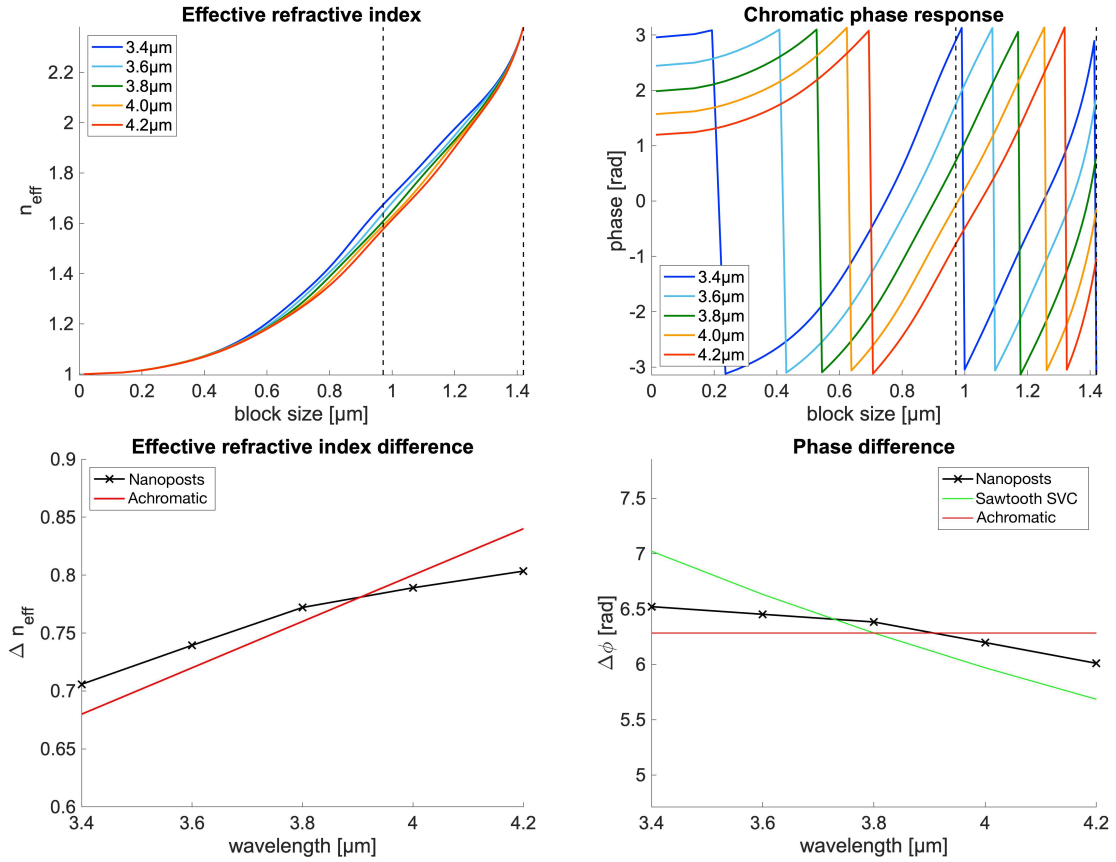 Effective refractive index
3.4µm
3.6µm
3.8µm
4.0µm
4.2µm
n_eff
2.2
2
1.8
1.6
1.4
1.2
1
0
0.2
0.4
0.6
0.8
1
1.2
1.4
block size [µm]
Chromatic phase response
phase [rad]
3
2
1
0
-1
-2
-3
3.4µm
3.6µm
3.8µm
4.0µm
4.2µm
0
0.2
0.4
0.6
0.8
1
1.2
1.4
block size [µm]
Effective refractive index difference
Nanoposts
Achromatic
Δ n_eff
0.9
0.85
0.8
0.75
0.7
0.65
0.6
3.4
3.6
3.8
4
4.2
wavelength [µm]
Phase difference
Nanoposts
Sawtooth SVC
Achromatic
Δϕ [rad]
7.5
7
6.5
6
5.5
5
3.4
3.6
3.8
4
4.2
wavelength [µm]